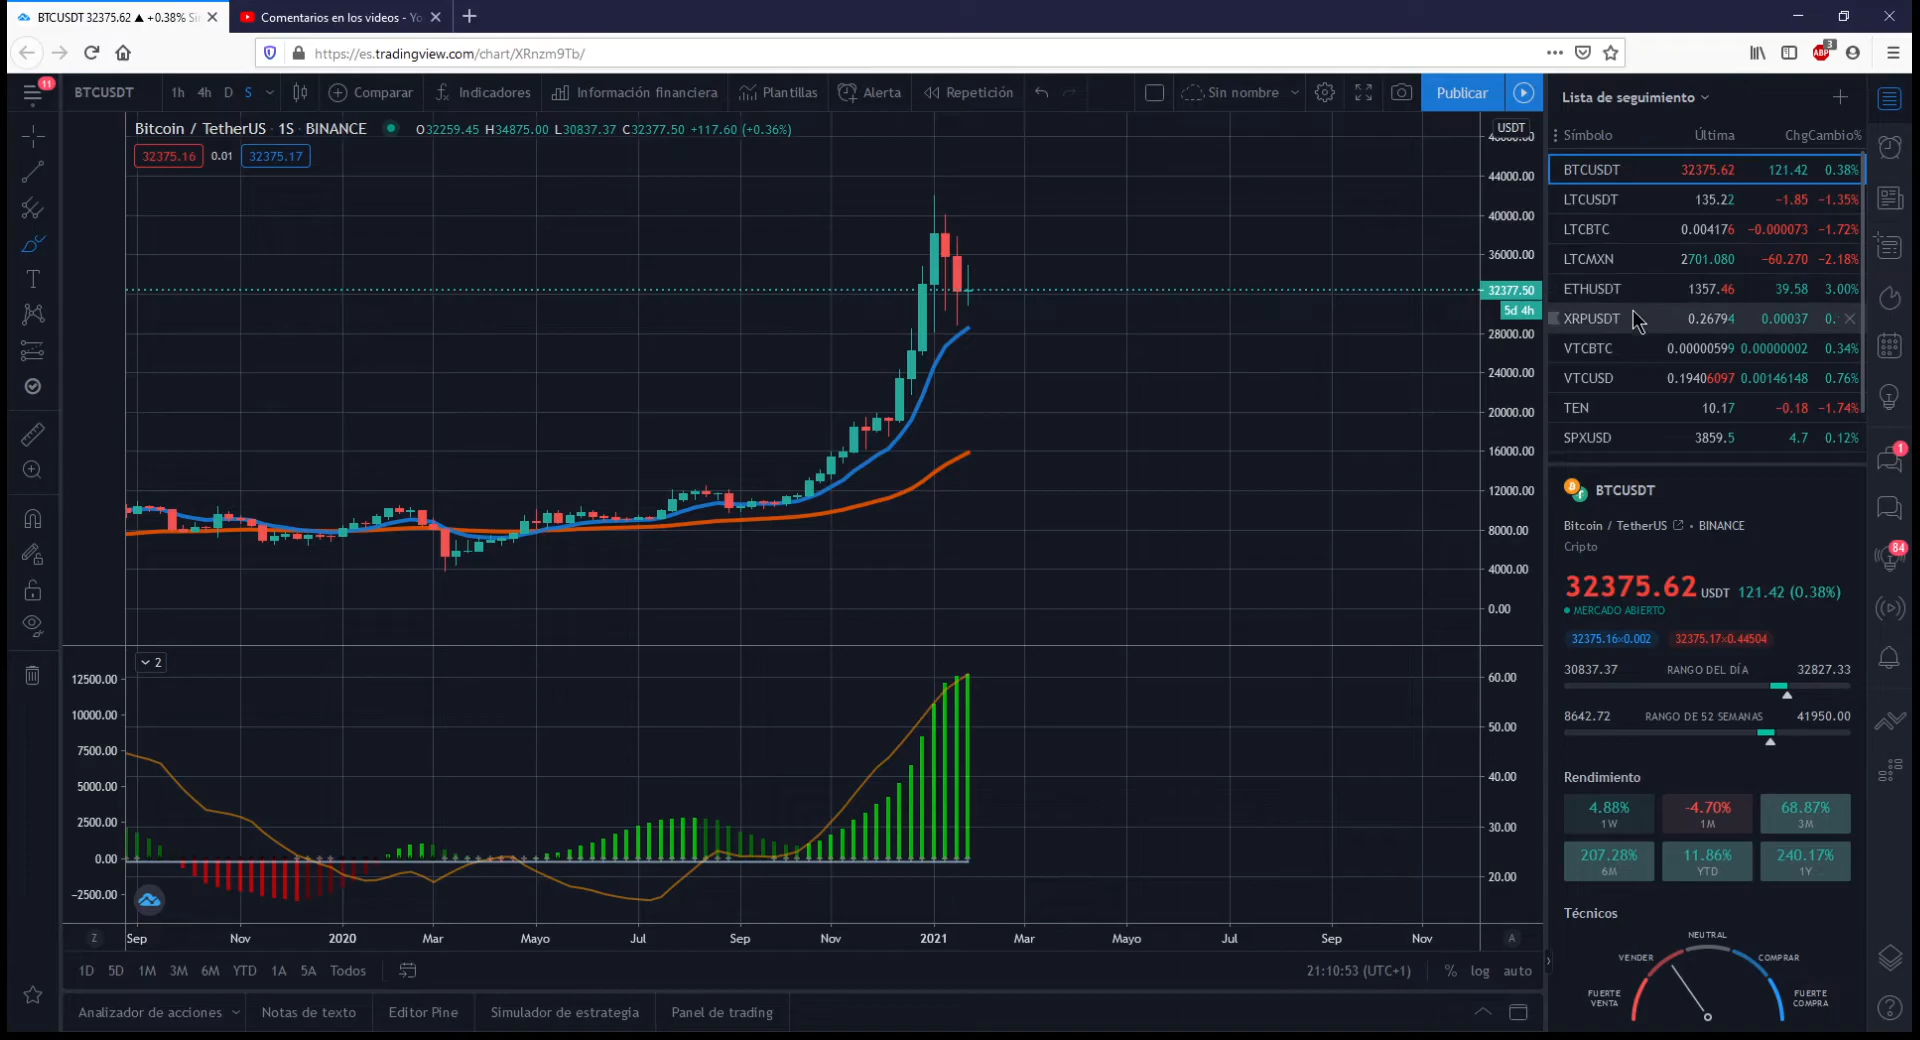 BTCUSDT 32375.62 ▲ +0.38% Si
Comentarios en los videos - Yo
https://es.tradingview.com/chart/XRnzm9Tb/
ABP
3
11
BTCUSDT 1h 4h D S Comparar Indicadores Información financiera Plantillas Alerta Repetición Sin nombre Publicar
Bitcoin / TetherUS · 1S · BINANCE O32259.45 H34875.00 L30837.37 C32377.50 +117.60 (+0.36%)
32375.16 0.01 32375.17
USDT
44000.00
40000.00
36000.00
32377.50
5d 4h
28000.00
24000.00
20000.00
16000.00
12000.00
8000.00
4000.00
0.00
2
12500.00
10000.00
7500.00
5000.00
2500.00
0.00
−2500.00
60.00
50.00
40.00
30.00
20.00
Z Sep Nov 2020 Mar Mayo Jul Sep Nov 2021 Mar Mayo Jul Sep Nov A
1D 5D 1M 3M 6M YTD 1A 5A Todos 21:10:53 (UTC+1) % log auto
Analizador de acciones Notas de texto Editor Pine Simulador de estrategia Panel de trading
Lista de seguimiento
Símbolo Última Chg Cambio%
BTCUSDT 32375.62 121.42 0.38%
LTCUSDT 135.22 −1.85 −1.35%
LTCBTC 0.004176 −0.000073 −1.72%
LTCMXN 2701.080 −60.270 −2.18%
ETHUSDT 1357.46 39.58 3.00%
XRPUSDT 0.26794 0.00037 0.
VTCBTC 0.00000599 0.00000002 0.34%
VTCUSD 0.19406097 0.00146148 0.76%
TEN 10.17 −0.18 −1.74%
SPXUSD 3859.5 4.7 0.12%
BTCUSDT
Bitcoin / TetherUS • BINANCE
Cripto
32375.62 USDT 121.42 (0.38%)
MERCADO ABIERTO
32375.16×0.002 32375.17×0.44504
30837.37 RANGO DEL DÍA 32827.33
8642.72 RANGO DE 52 SEMANAS 41950.00
Rendimiento
4.88% -4.70% 68.87%
1W 1M 3M
207.28% 11.86% 240.17%
6M YTD 1Y
Técnicos
NEUTRAL
VENDER COMPRAR
FUERTE VENTA FUERTE COMPRA
1
84